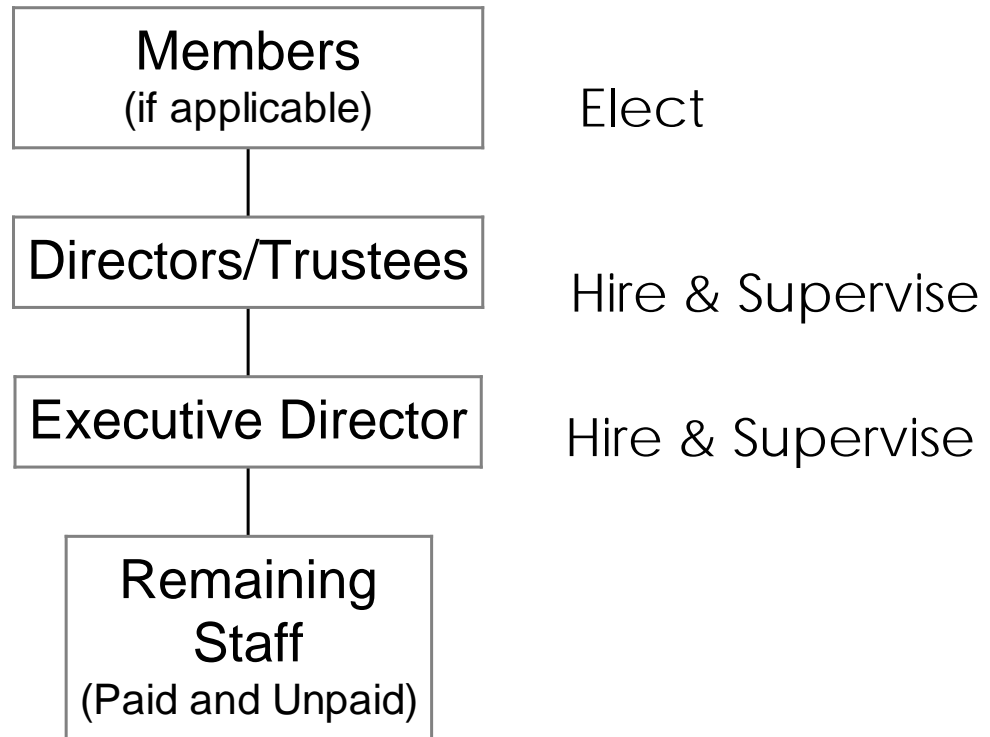 Members
(if applicable)
Elect
Directors/Trustees
Hire & Supervise
Executive Director
Hire & Supervise
Remaining
Staff
(Paid and Unpaid)